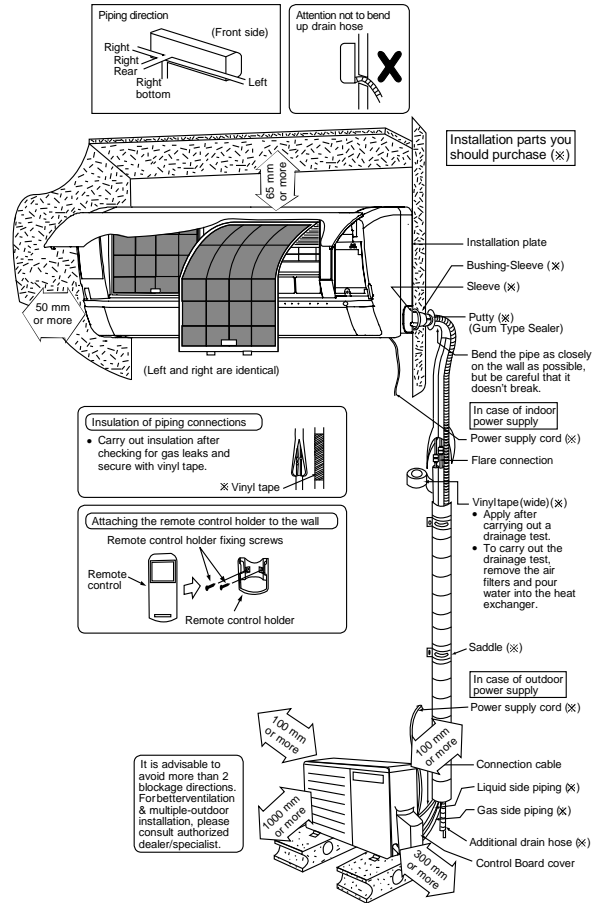 Piping direction
(Front side)
Right
Right
Rear
Right
bottom
Left
Attention not to bend
up drain hose
Installation parts you
should purchase (※)
65 mm
or more
50 mm
or more
(Left and right are identical)
Installation plate
Bushing-Sleeve (※)
Sleeve (※)
Putty (※)
(Gum Type Sealer)
Bend the pipe as closely
on the wall as possible,
but be careful that it
doesn't break.
In case of indoor
power supply
Power supply cord (※)
Flare connection
Vinyl tape (wide) (※)
• Apply after
carrying out a
drainage test.
• To carry out the
drainage test,
remove the air
filters and pour
water into the heat
exchanger.
Insulation of piping connections
• Carry out insulation after
checking for gas leaks and
secure with vinyl tape.
※ Vinyl tape
Attaching the remote control holder to the wall
Remote control holder fixing screws
Remote
control
Remote control holder
Saddle (※)
In case of outdoor
power supply
Power supply cord (※)
100 mm
or more
100 mm
or more
1000 mm
or more
300 mm
or more
It is advisable to
avoid more than 2
blockage directions.
Forbetterventilation
& multiple-outdoor
installation, please
consult authorized
dealer/specialist.
Connection cable
Liquid side piping (※)
Gas side piping (※)
Additional drain hose (※)
Control Board cover